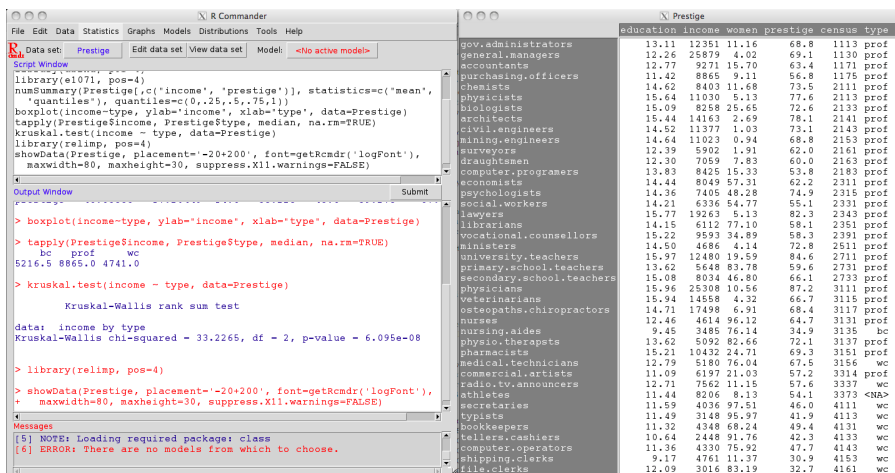 R Commander
File Edit Data Statistics Graphs Models Distributions Tools Help
R Data set: Prestige Edit data set View data set Model: <No active model>
Script Window
library(e1071, pos=4)
numSummary(Prestige[,c("income", "prestige")], statistics=c("mean",
"quantiles"), quantiles=c(0,.25,.5,.75,1))
boxplot(income~type, ylab="income", xlab="type", data=Prestige)
tapply(Prestige$income, Prestige$type, median, na.rm=TRUE)
kruskal.test(income ~ type, data=Prestige)
library(relimp, pos=4)
showData(Prestige, placement='-20+200', font=getRcmdr('logFont'),
maxwidth=80, maxheight=30, suppress.X11.warnings=FALSE)
Output Window Submit
> boxplot(income~type, ylab="income", xlab="type", data=Prestige)
> tapply(Prestige$income, Prestige$type, median, na.rm=TRUE)
bc prof wc
5216.5 8865.0 4741.0
> kruskal.test(income ~ type, data=Prestige)
Kruskal-Wallis rank sum test
data: income by type
Kruskal-Wallis chi-squared = 33.2265, df = 2, p-value = 6.095e-08
> library(relimp, pos=4)
> showData(Prestige, placement='-20+200', font=getRcmdr('logFont'),
+ maxwidth=80, maxheight=30, suppress.X11.warnings=FALSE)
Messages
[5] NOTE: Loading required package: class
[6] ERROR: There are no models from which to choose.
Prestige
education income women prestige census type
gov.administrators 13.11 12351 11.16 68.8 1113 prof
general.managers 12.26 25879 4.02 69.1 1130 prof
accountants 12.77 9271 15.70 63.4 1171 prof
purchasing.officers 11.42 8865 9.11 56.8 1175 prof
chemists 14.62 8403 11.68 73.5 2111 prof
physicists 15.64 11030 5.13 77.6 2113 prof
biologists 15.09 8258 25.65 72.6 2133 prof
architects 15.44 14163 2.69 78.1 2141 prof
civil.engineers 14.52 11377 1.03 73.1 2143 prof
mining.engineers 14.64 11023 0.94 68.8 2153 prof
surveyors 12.39 5902 1.91 62.0 2161 prof
draughtsmen 12.30 7059 7.83 60.0 2163 prof
computer.programers 13.83 8425 15.33 53.8 2183 prof
economists 14.44 8049 57.31 62.2 2311 prof
psychologists 14.36 7405 48.28 74.9 2315 prof
social.workers 14.21 6336 54.77 55.1 2331 prof
lawyers 15.77 19263 5.13 82.3 2343 prof
librarians 14.15 6112 77.10 58.1 2351 prof
vocational.counsellors 15.22 9593 34.89 58.3 2391 prof
ministers 14.50 4686 4.14 72.8 2511 prof
university.teachers 15.97 12480 19.59 84.6 2711 prof
primary.school.teachers 13.62 5648 83.78 59.6 2731 prof
secondary.school.teachers 15.08 8034 46.80 66.1 2733 prof
physicians 15.96 25308 10.56 87.2 3111 prof
veterinarians 15.94 14558 4.32 66.7 3115 prof
osteopaths.chiropractors 14.71 17498 6.91 68.4 3117 prof
nurses 12.46 4614 96.12 64.7 3131 prof
nursing.aides 9.45 3485 76.14 34.9 3135 bc
physio.therapsts 13.62 5092 82.66 72.1 3137 prof
pharmacists 15.21 10432 24.71 69.3 3151 prof
medical.technicians 12.79 5180 76.04 67.5 3156 wc
commercial.artists 11.09 6197 21.03 57.2 3314 prof
radio.tv.announcers 12.71 7562 11.15 57.6 3337 wc
athletes 11.44 8206 8.13 54.1 3373 <NA>
secretaries 11.59 4036 97.51 46.0 4111 wc
typists 11.49 3148 95.97 41.9 4113 wc
bookkeepers 11.32 4348 68.24 49.4 4131 wc
tellers.cashiers 10.64 2448 91.76 42.3 4133 wc
computer.operators 11.36 4330 75.92 47.7 4143 wc
shipping.clerks 9.17 4761 11.37 30.9 4153 wc
file.clerks 12.09 3016 83.19 32.7 4161 wc